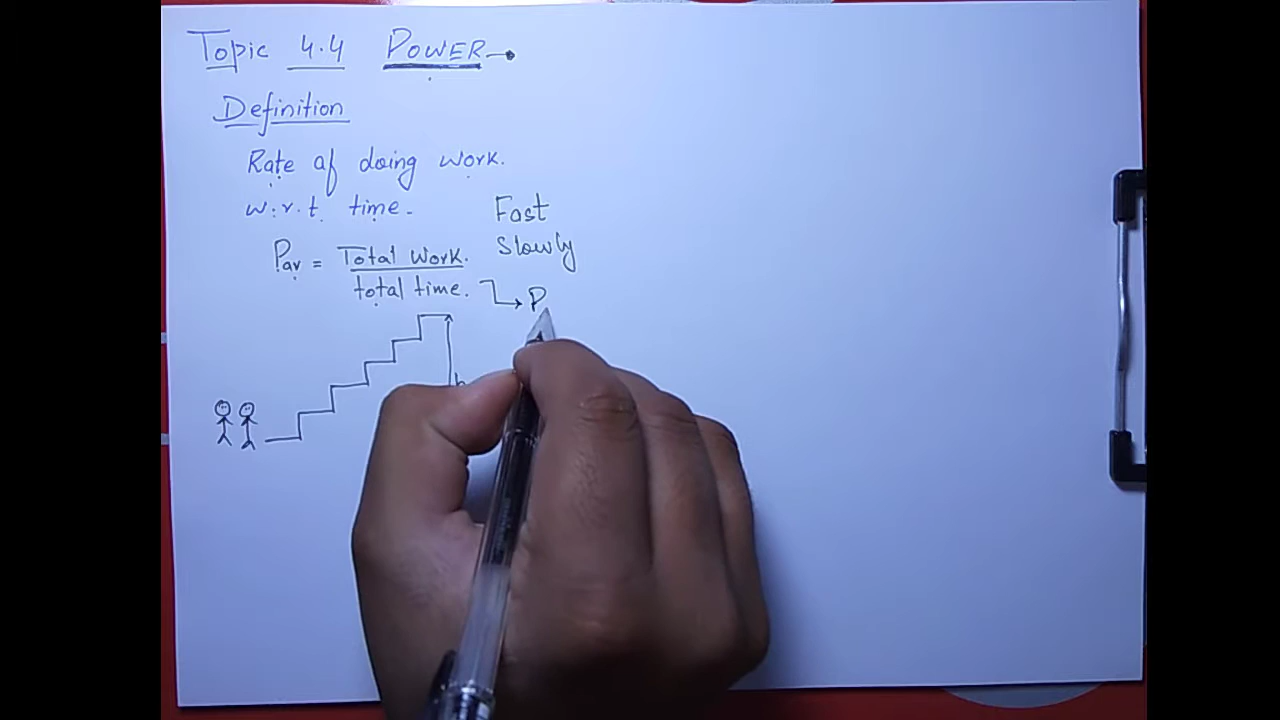 Topic 4.4 POWER
Definition
Rate of doing work.
w.r.t. time.
Fast
Slowly
Pav = Total Work.
total time.
P
h